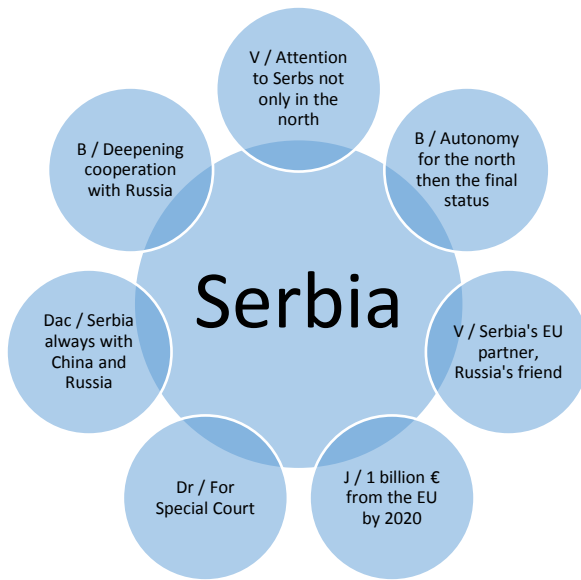 V / Attention
to Serbs not
only in the
north
B / Autonomy
for the north
then the final
status
V / Serbia's EU
partner,
Russia's friend
J / 1 billion €
from the EU
by 2020
Dr / For
Special Court
Dac / Serbia
always with
China and
Russia
B / Deepening
cooperation
with Russia
Serbia